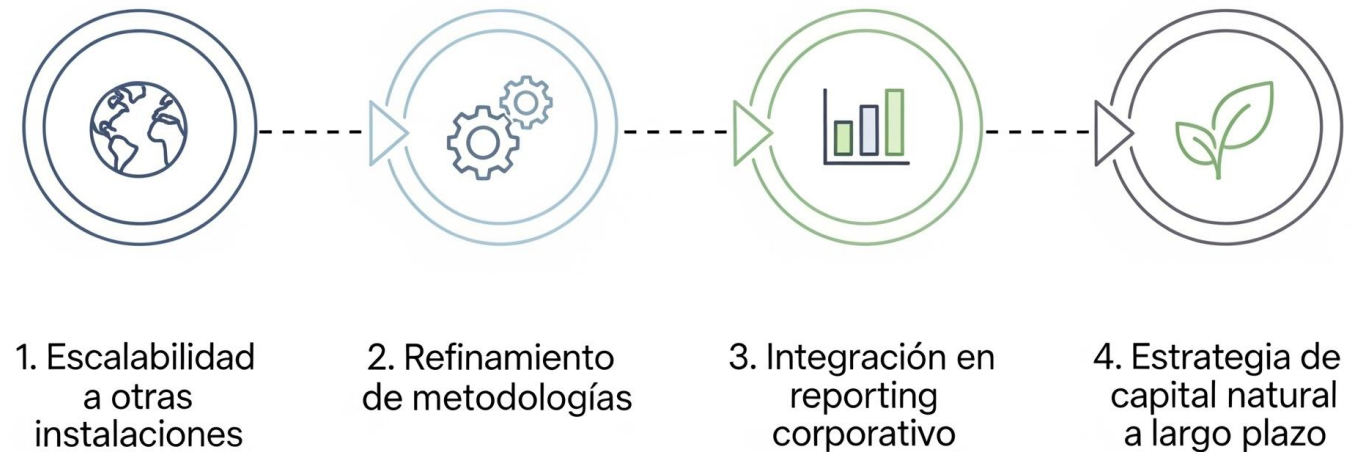 1. Escalabilidad
a otras
instalaciones
2. Refinamiento
de metodologías
3. Integración en
reporting
corporativo
4. Estrategia de
capital natural
a largo plazo